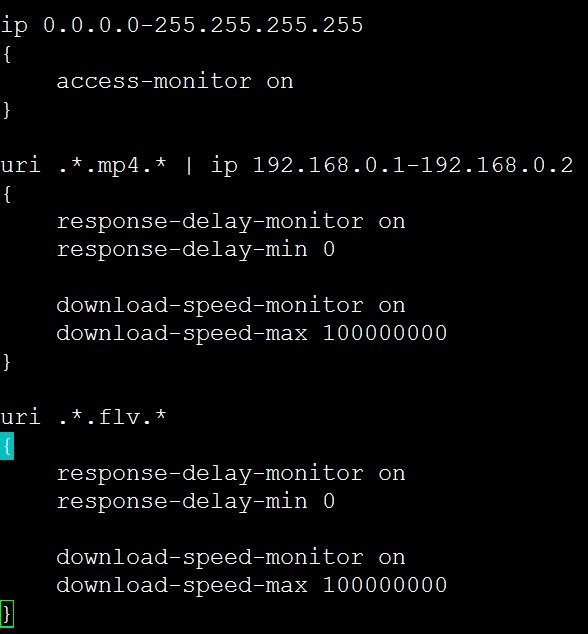 ip 0.0.0.0-255.255.255.255
{
    access-monitor on
}

uri .*.mp4.* | ip 192.168.0.1-192.168.0.2
{
    response-delay-monitor on
    response-delay-min 0

    download-speed-monitor on
    download-speed-max 100000000
}

uri .*.flv.*
{
    response-delay-monitor on
    response-delay-min 0

    download-speed-monitor on
    download-speed-max 100000000
}